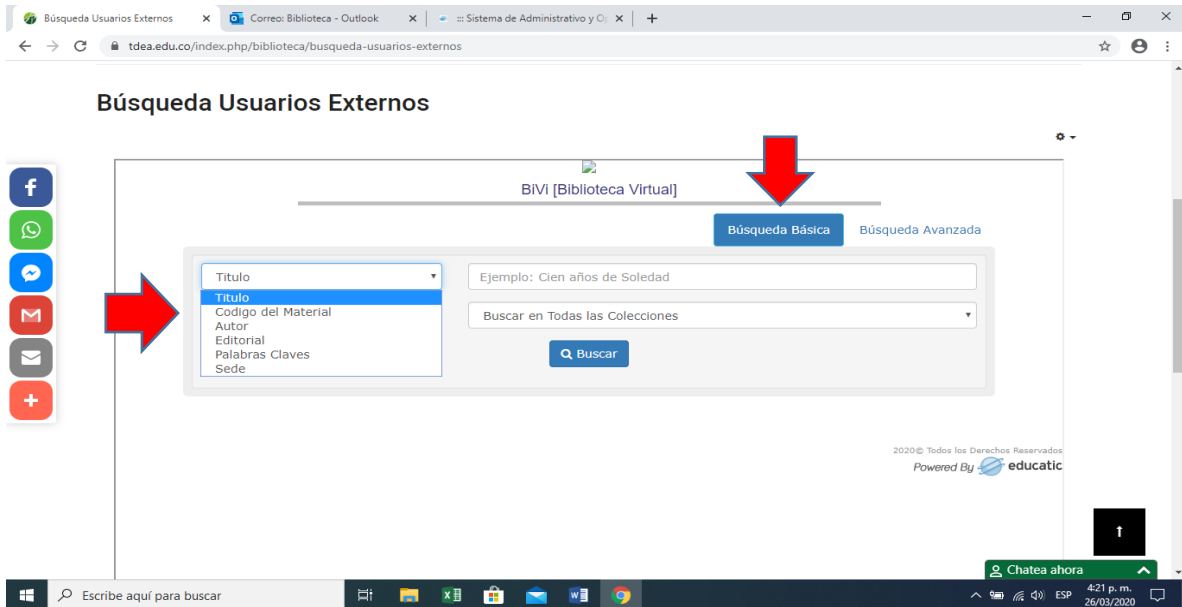 Búsqueda Usuarios Externos
Correo: Biblioteca - Outlook
::: Sistema de Administrativo y Op
tdea.edu.co/index.php/biblioteca/busqueda-usuarios-externos
Búsqueda Usuarios Externos
BiVi [Biblioteca Virtual]
Búsqueda Básica
Búsqueda Avanzada
Titulo
Ejemplo: Cien años de Soledad
Titulo
Codigo del Material
Autor
Editorial
Palabras Claves
Sede
Buscar en Todas las Colecciones
Buscar
2020© Todos los Derechos Reservados
Powered By educatic
Chatea ahora
Escribe aquí para buscar
ESP
4:21 p. m.
26/03/2020